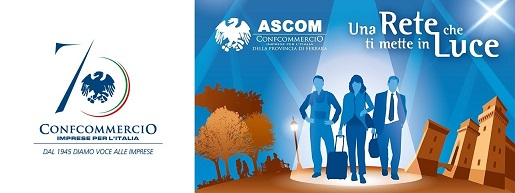 70
CONFCOMMERCIO
IMPRESE PER L'ITALIA
DAL 1945 DIAMO VOCE ALLE IMPRESE
ASCOM
CONFCOMMERCIO
IMPRESE PER L'ITALIA
DELLA PROVINCIA DI FERRARA
Una Rete che
ti mette in Luce